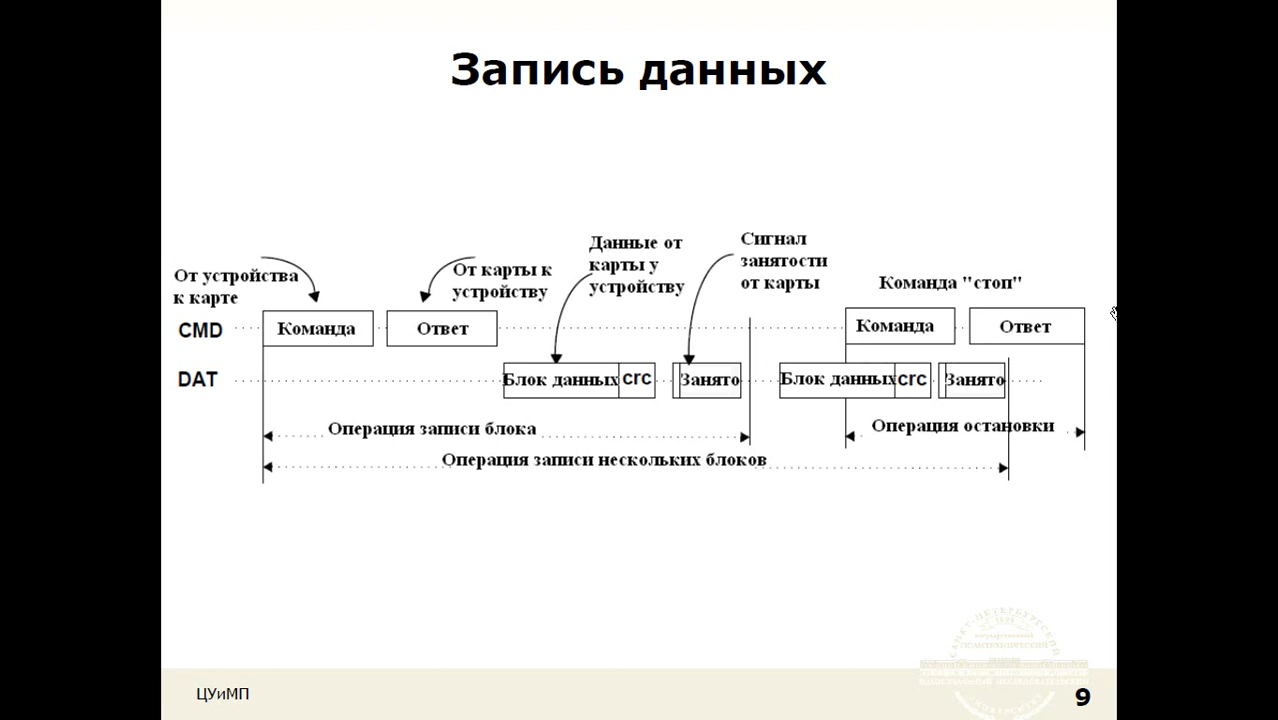 Запись данных
От устройства
к карте
От карты к
устройству
Данные от
карты у
устройству
Сигнал
занятости
от карты
Команда "стоп"
CMD
Команда
Ответ
Команда
Ответ
DAT
Блок данных
crc
Занято
Блок данных
crc
Занято
Операция записи блока
Операция остановки
Операция записи нескольких блоков
ЦУиМП
9